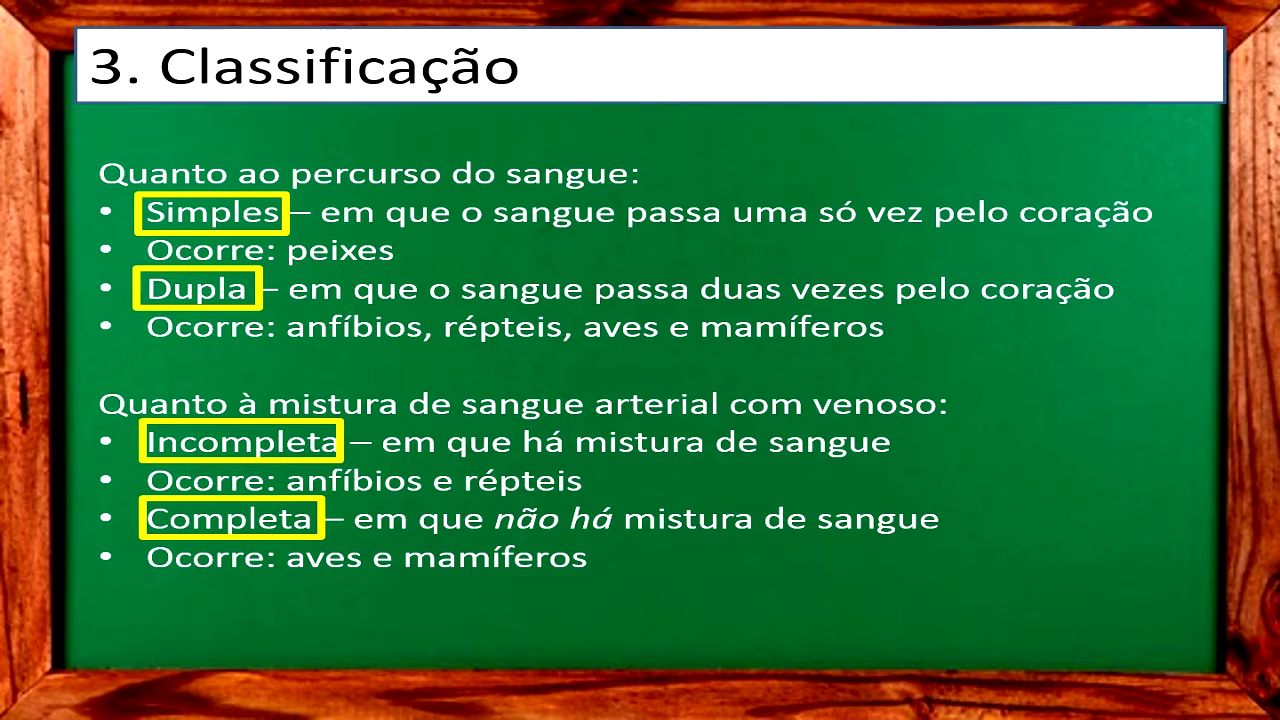 3. Classificação
Quanto ao percurso do sangue:
• Simples – em que o sangue passa uma só vez pelo coração
• Ocorre: peixes
• Dupla – em que o sangue passa duas vezes pelo coração
• Ocorre: anfíbios, répteis, aves e mamíferos
Quanto à mistura de sangue arterial com venoso:
• Incompleta – em que há mistura de sangue
• Ocorre: anfíbios e répteis
• Completa – em que não há mistura de sangue
• Ocorre: aves e mamíferos